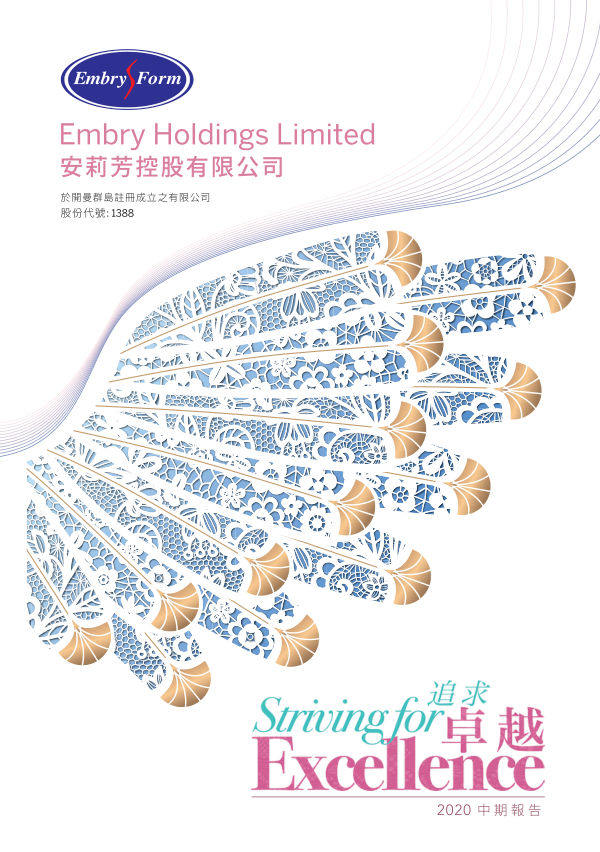 Embry Form
Embry Holdings Limited
安莉芳控股有限公司
於開曼群島註冊成立之有限公司
股份代號: 1388
追求
Striving for 卓越
Excellence
2020 中期報告